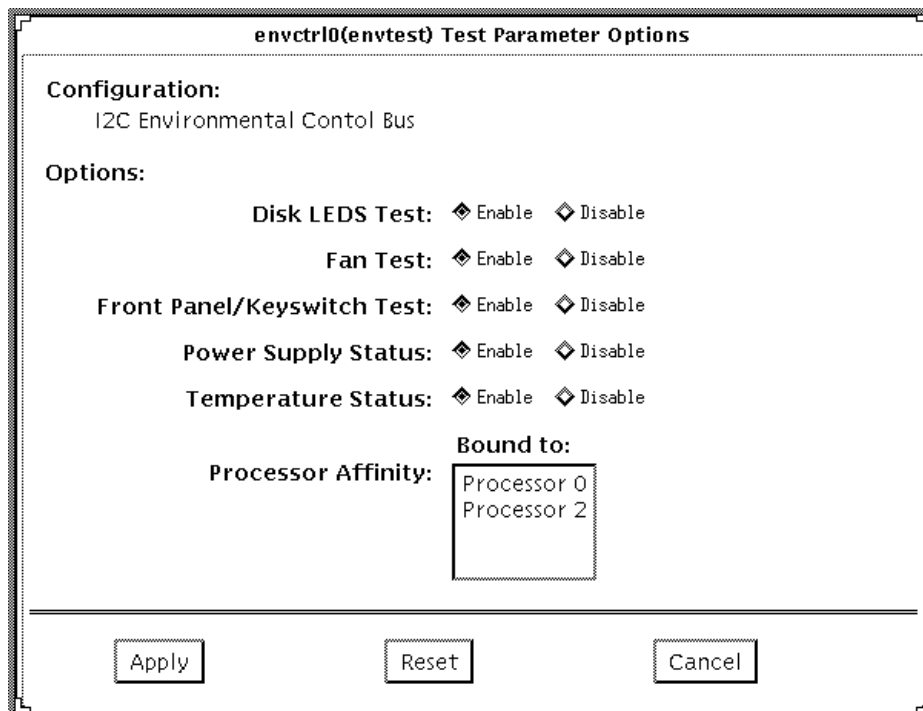 envctrl0(envtest) Test Parameter Options
Configuration:
I2C Environmental Contol Bus
Options:
Disk LEDS Test: Enable Disable
Fan Test: Enable Disable
Front Panel/Keyswitch Test: Enable Disable
Power Supply Status: Enable Disable
Temperature Status: Enable Disable
Bound to:
Processor Affinity:
Processor 0
Processor 2
Apply Reset Cancel